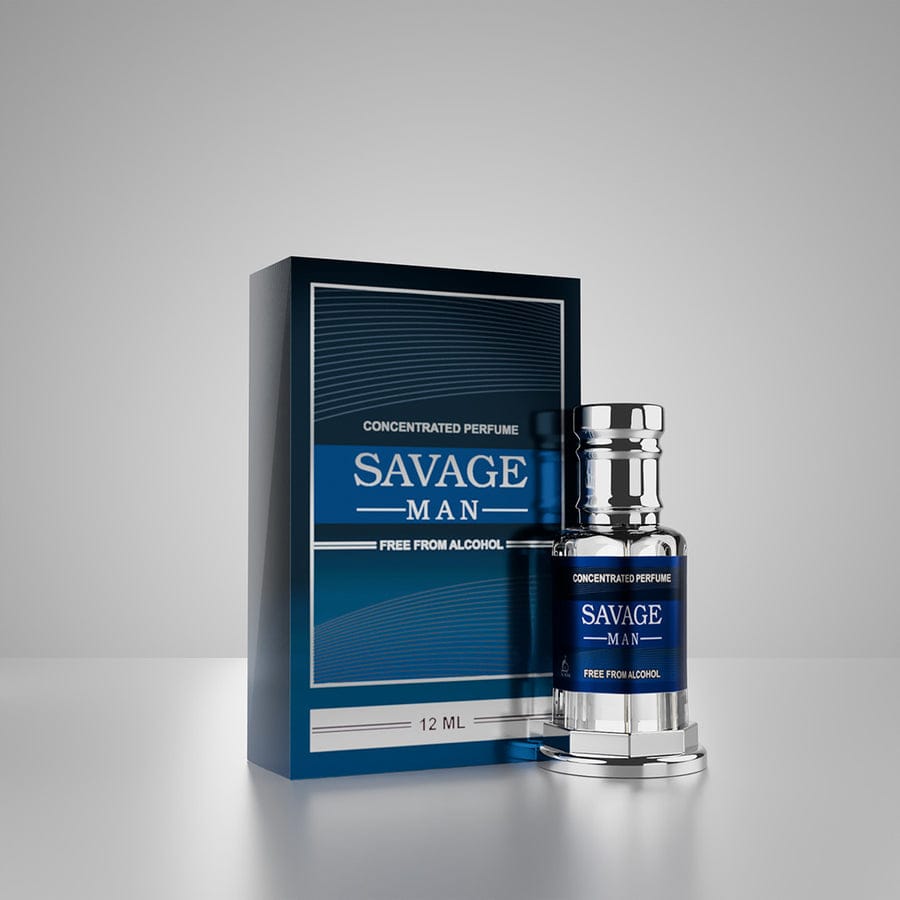 CONCENTRATED PERFUME
SAVAGE
MAN
FREE FROM ALCOHOL
12 ML
CONCENTRATED PERFUME
SAVAGE
MAN
FREE FROM ALCOHOL